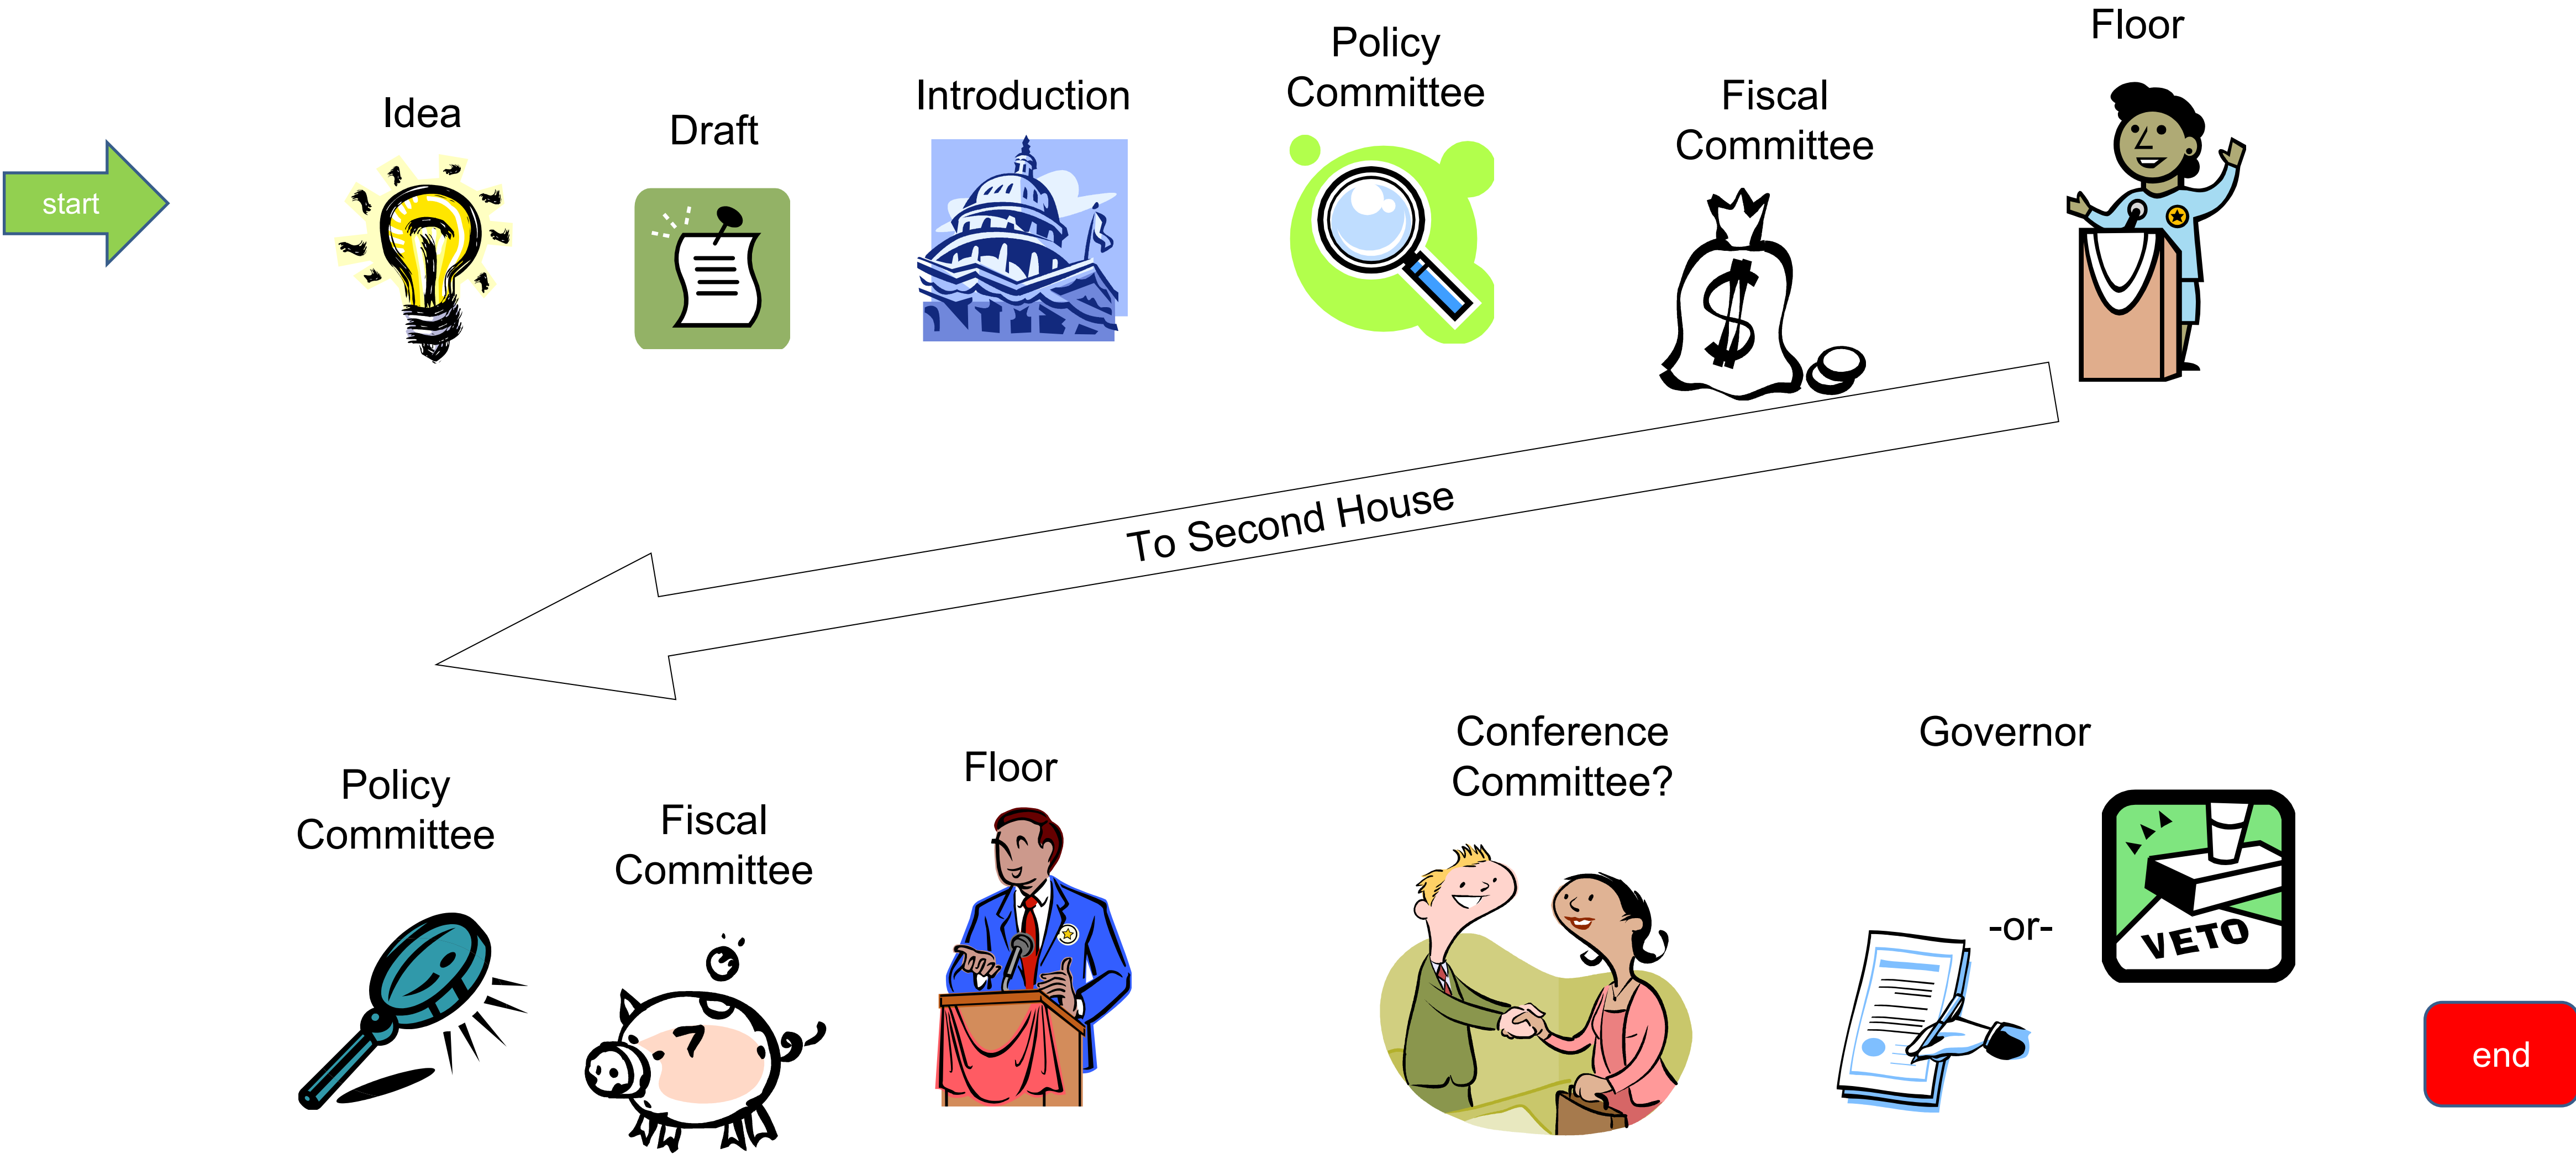 start
Idea
Draft
Introduction
Policy
Committee
Fiscal
Committee
Floor
To Second House
Policy
Committee
Fiscal
Committee
Floor
Conference
Committee?
Governor
-or-
VETO
end